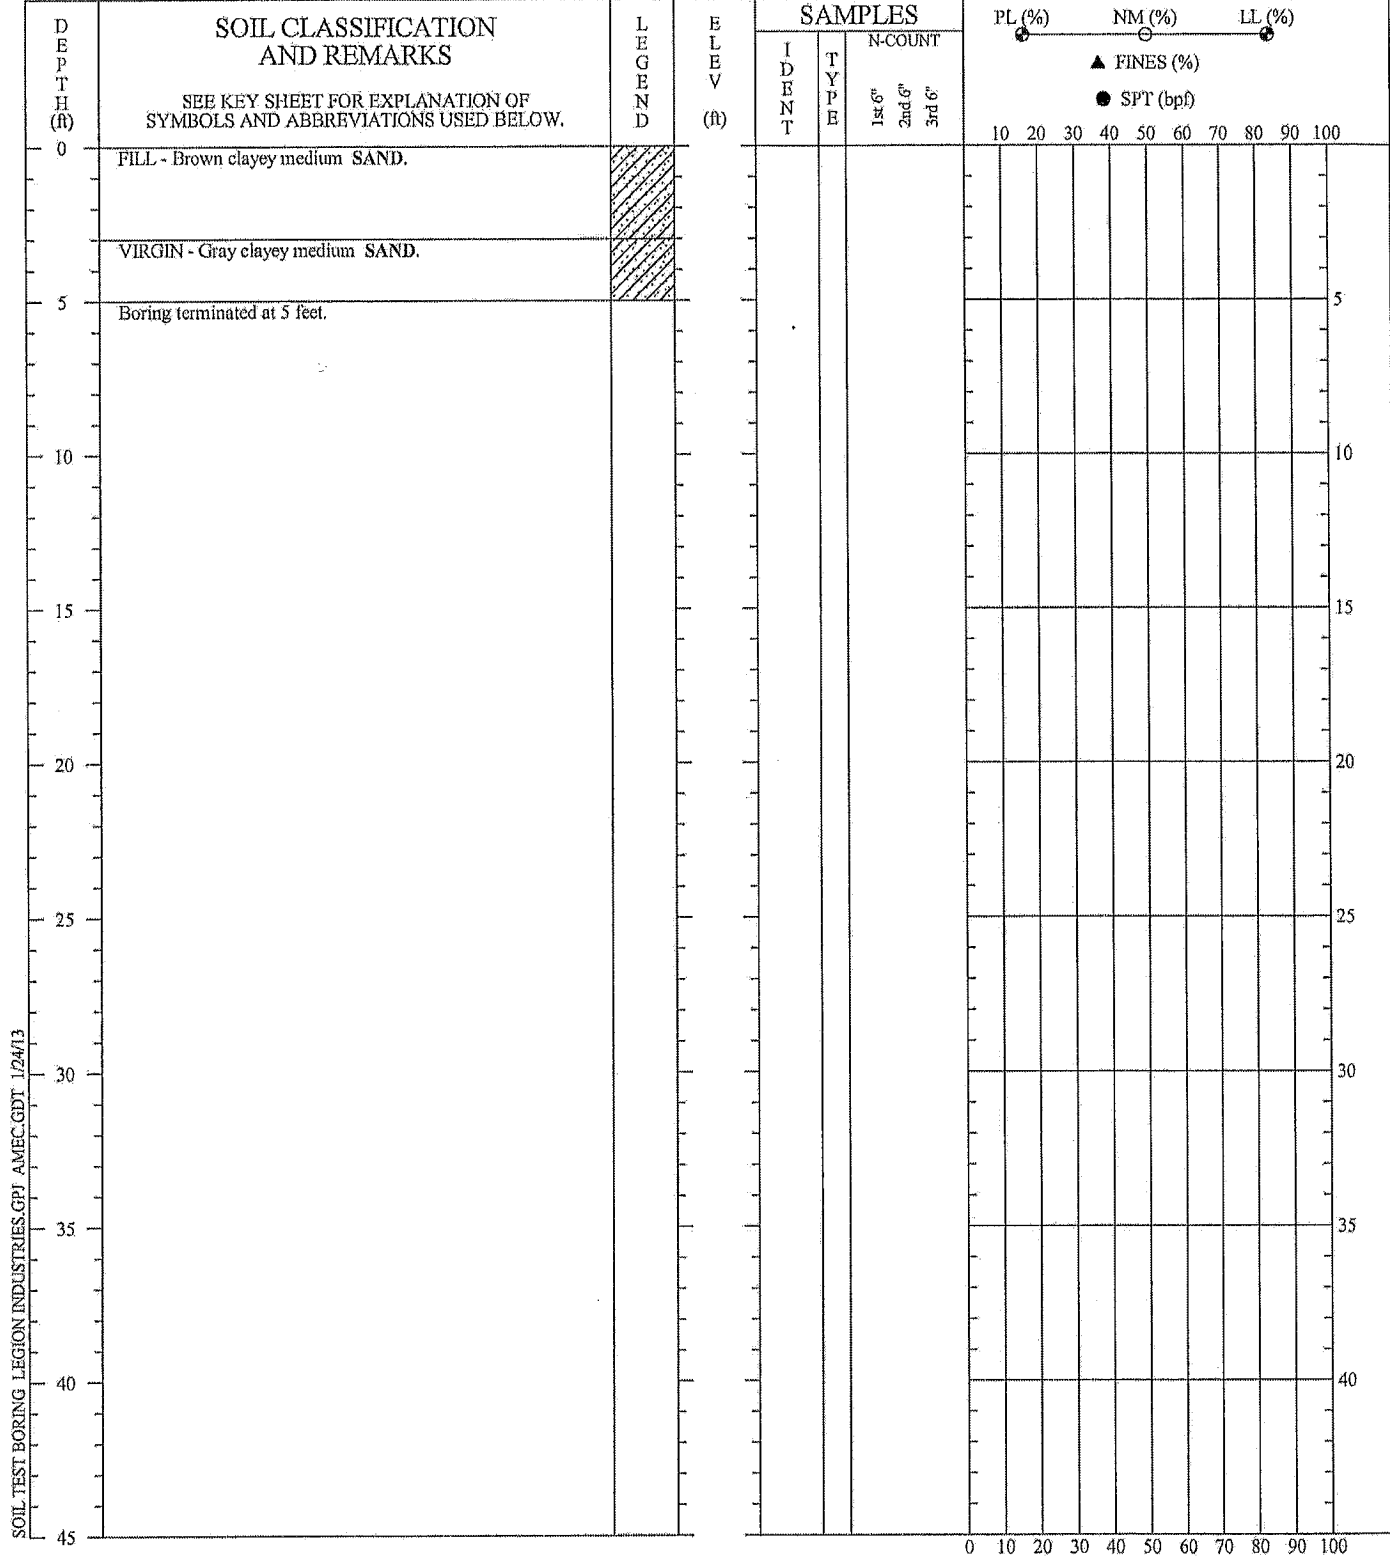 DEPTH
(ft)
SOIL CLASSIFICATION
AND REMARKS
SEE KEY SHEET FOR EXPLANATION OF
SYMBOLS AND ABBREVIATIONS USED BELOW.
LEGEND
ELEV
(ft)
SAMPLES
IDENT
TYPE
N-COUNT
1st 6"
2nd 6"
3rd 6"
PL (%) NM (%) LL (%)
▲ FINES (%)
● SPT (bpf)
10 20 30 40 50 60 70 80 90 100
0
FILL - Brown clayey medium SAND.
VIRGIN - Gray clayey medium SAND.
5 5
Boring terminated at 5 feet.
10 10
15 15
20 20
25 25
30 30
35 35
40 40
45
0 10 20 30 40 50 60 70 80 90 100
SOIL TEST BORING LEGION INDUSTRIES.GPJ AMEC.GDT 1/24/13